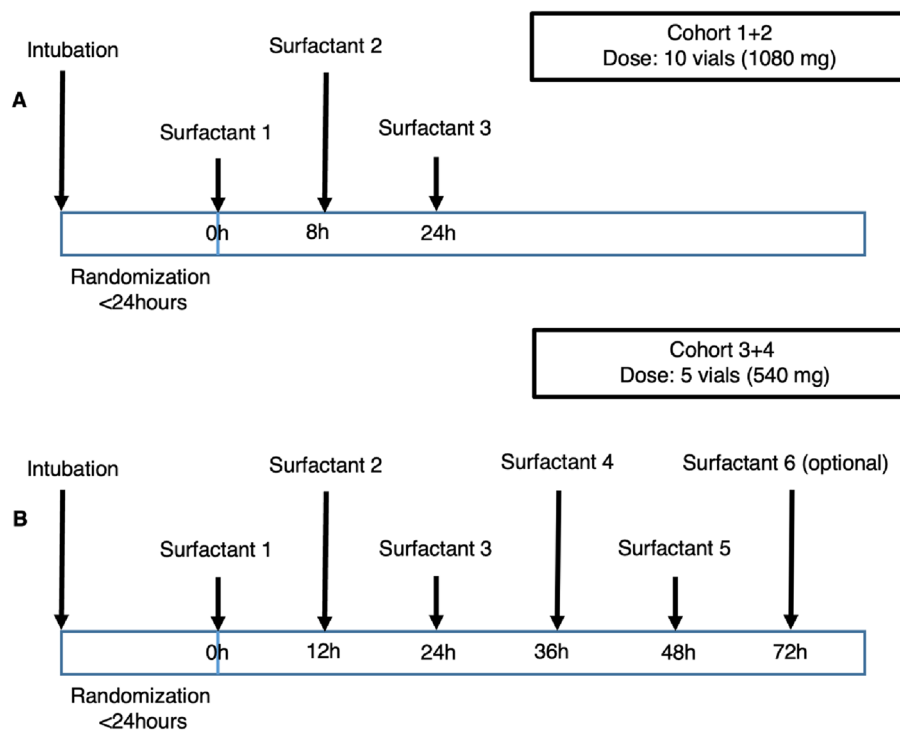 Cohort 1+2
Dose: 10 vials (1080 mg)
Intubation
Surfactant 2
A
Surfactant 1
Surfactant 3
0h
8h
24h
Randomization
<24hours
Cohort 3+4
Dose: 5 vials (540 mg)
Intubation
Surfactant 2
Surfactant 4
Surfactant 6 (optional)
B
Surfactant 1
Surfactant 3
Surfactant 5
0h
12h
24h
36h
48h
72h
Randomization
<24hours